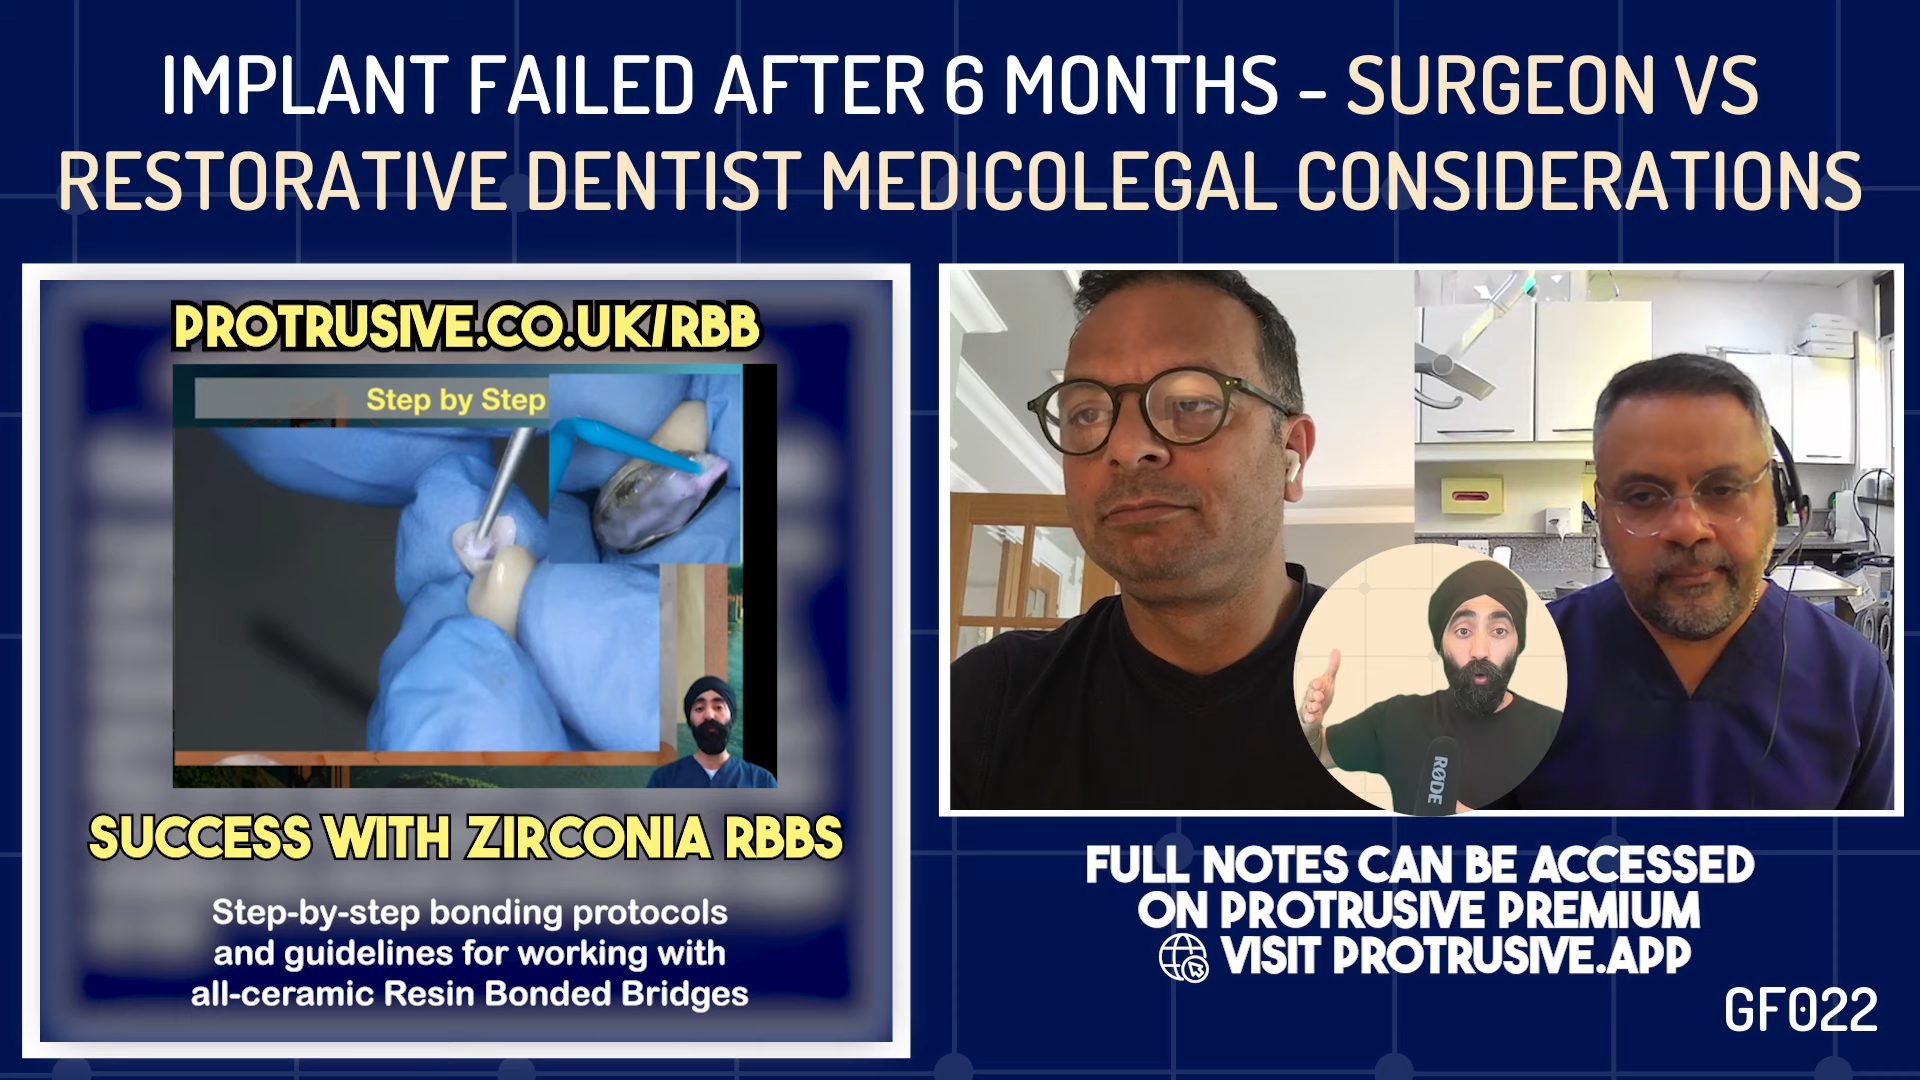 IMPLANT FAILED AFTER 6 MONTHS - SURGEON VS
RESTORATIVE DENTIST MEDICOLEGAL CONSIDERATIONS
PROTRUSIVE.CO.UK/RBB
Step by Step
SUCCESS WITH ZIRCONIA RBBS
Step-by-step bonding protocols
and guidelines for working with
all-ceramic Resin Bonded Bridges
RØDE
FULL NOTES CAN BE ACCESSED
ON PROTRUSIVE PREMIUM
VISIT PROTRUSIVE.APP
GF022